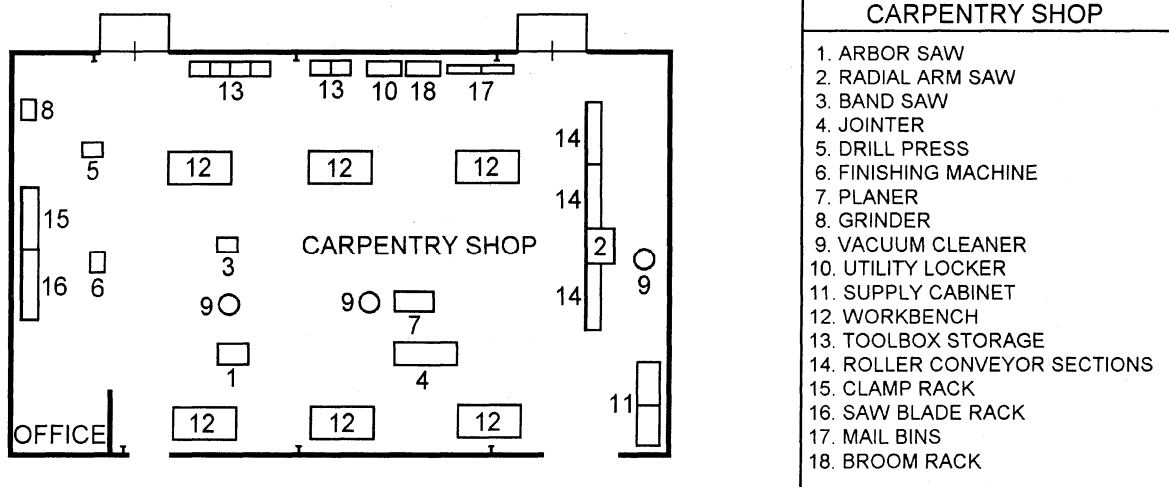 13
13
10
18
17
8
14
5
12
12
12
15
14
3
CARPENTRY SHOP
2
16
6
9
9
14
9
7
1
4
11
12
12
12
OFFICE
CARPENTRY SHOP
1. ARBOR SAW
2. RADIAL ARM SAW
3. BAND SAW
4. JOINTER
5. DRILL PRESS
6. FINISHING MACHINE
7. PLANER
8. GRINDER
9. VACUUM CLEANER
10. UTILITY LOCKER
11. SUPPLY CABINET
12. WORKBENCH
13. TOOLBOX STORAGE
14. ROLLER CONVEYOR SECTIONS
15. CLAMP RACK
16. SAW BLADE RACK
17. MAIL BINS
18. BROOM RACK